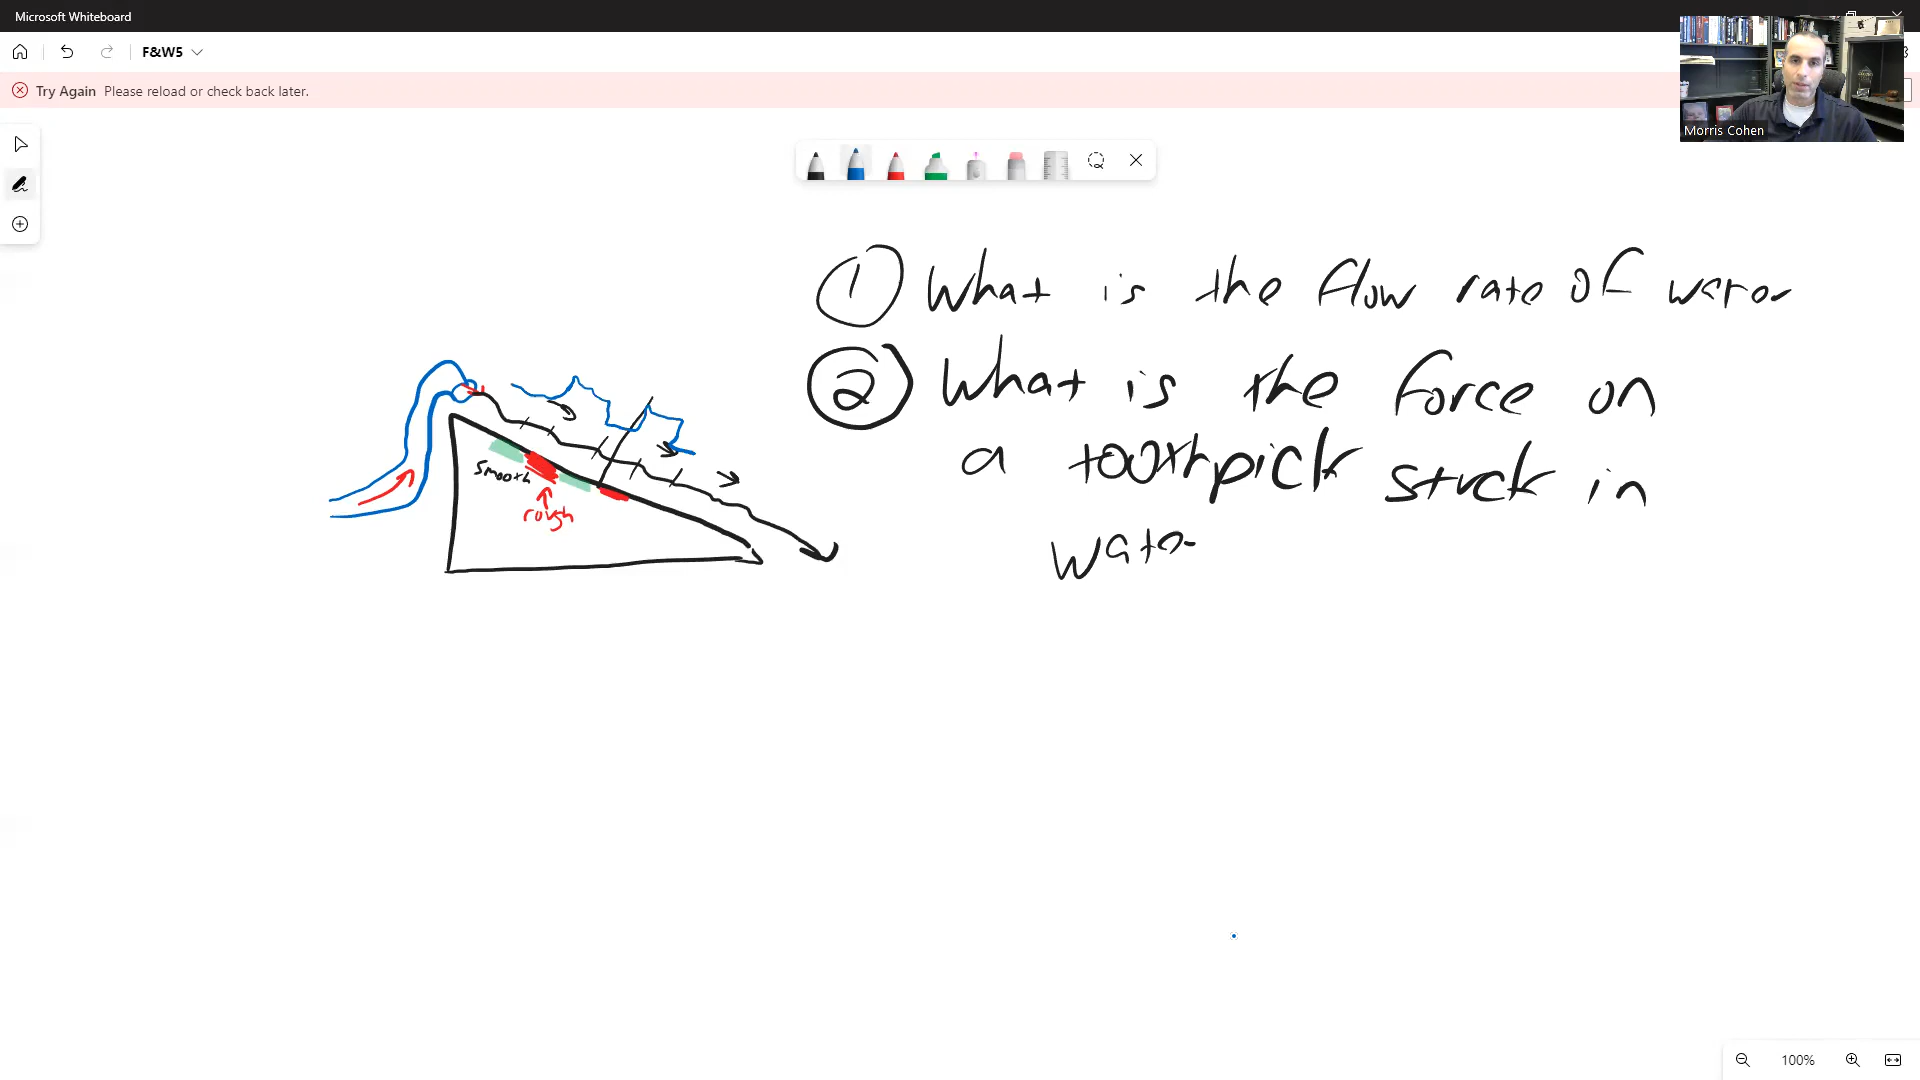 Microsoft Whiteboard
F&W5
Try Again Please reload or check back later.
Morris Cohen
① What is the flow rate of water
② What is the force on
a toothpick stuck in
water
smooth
rough
100%